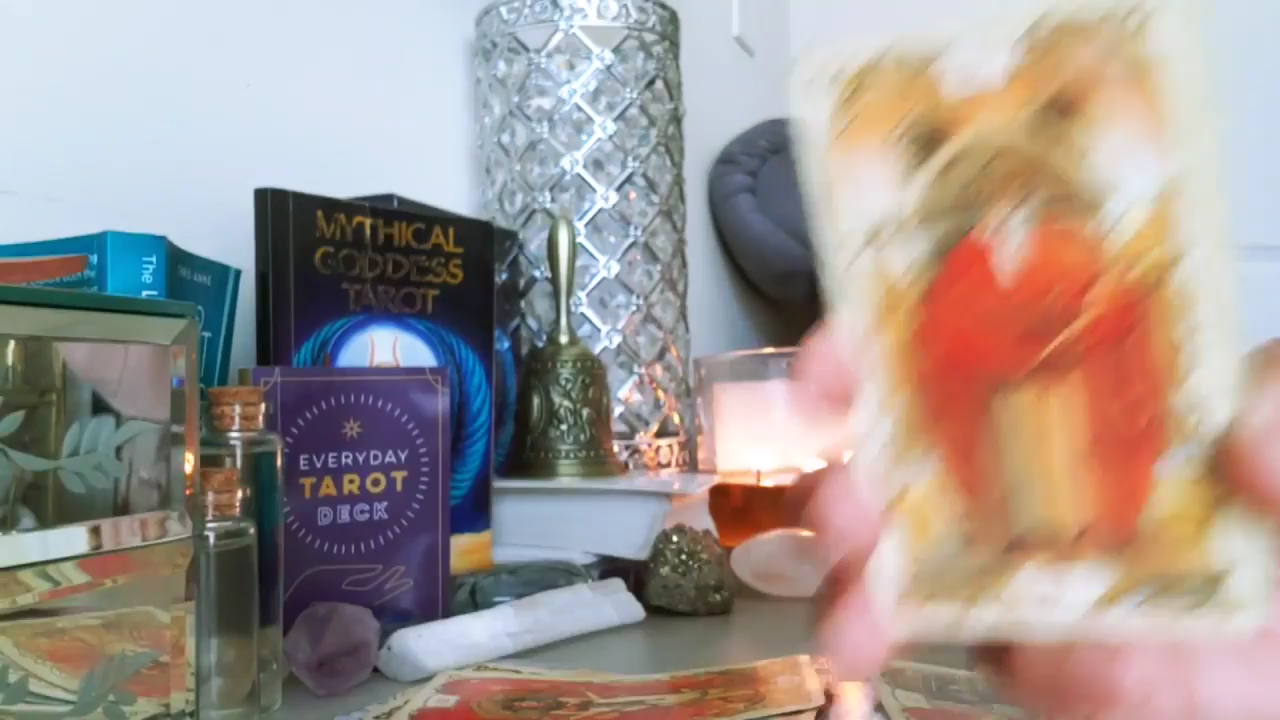 The L
MYTHICAL
GODDESS
TAROT
EVERYDAY
TAROT
DECK